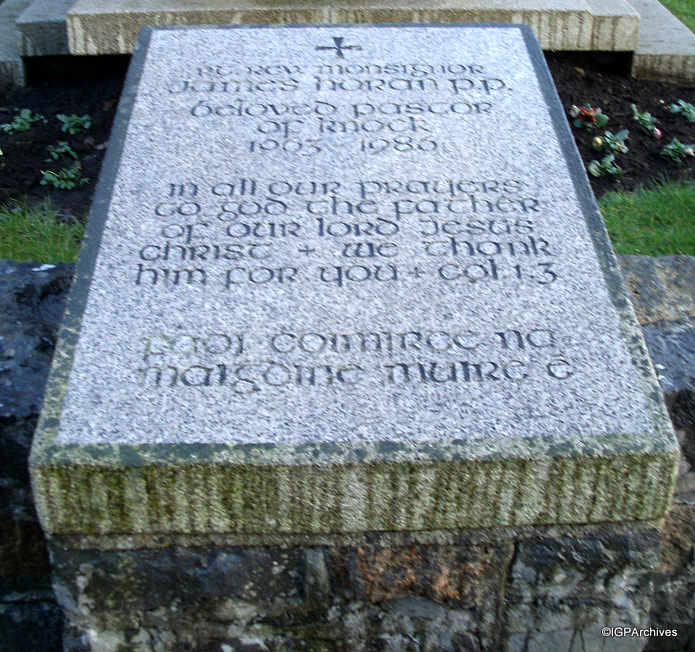 Rt. Rev. Monsignor
James Horan P.P.
Beloved Pastor
of Knock
1963 - 1986
In all our prayers
to God the Father
of our Lord Jesus
Christ + we thank
him for you + Col. 1.3
Faoi Coimirce na
Maighdine Muire é
©IGPArchives